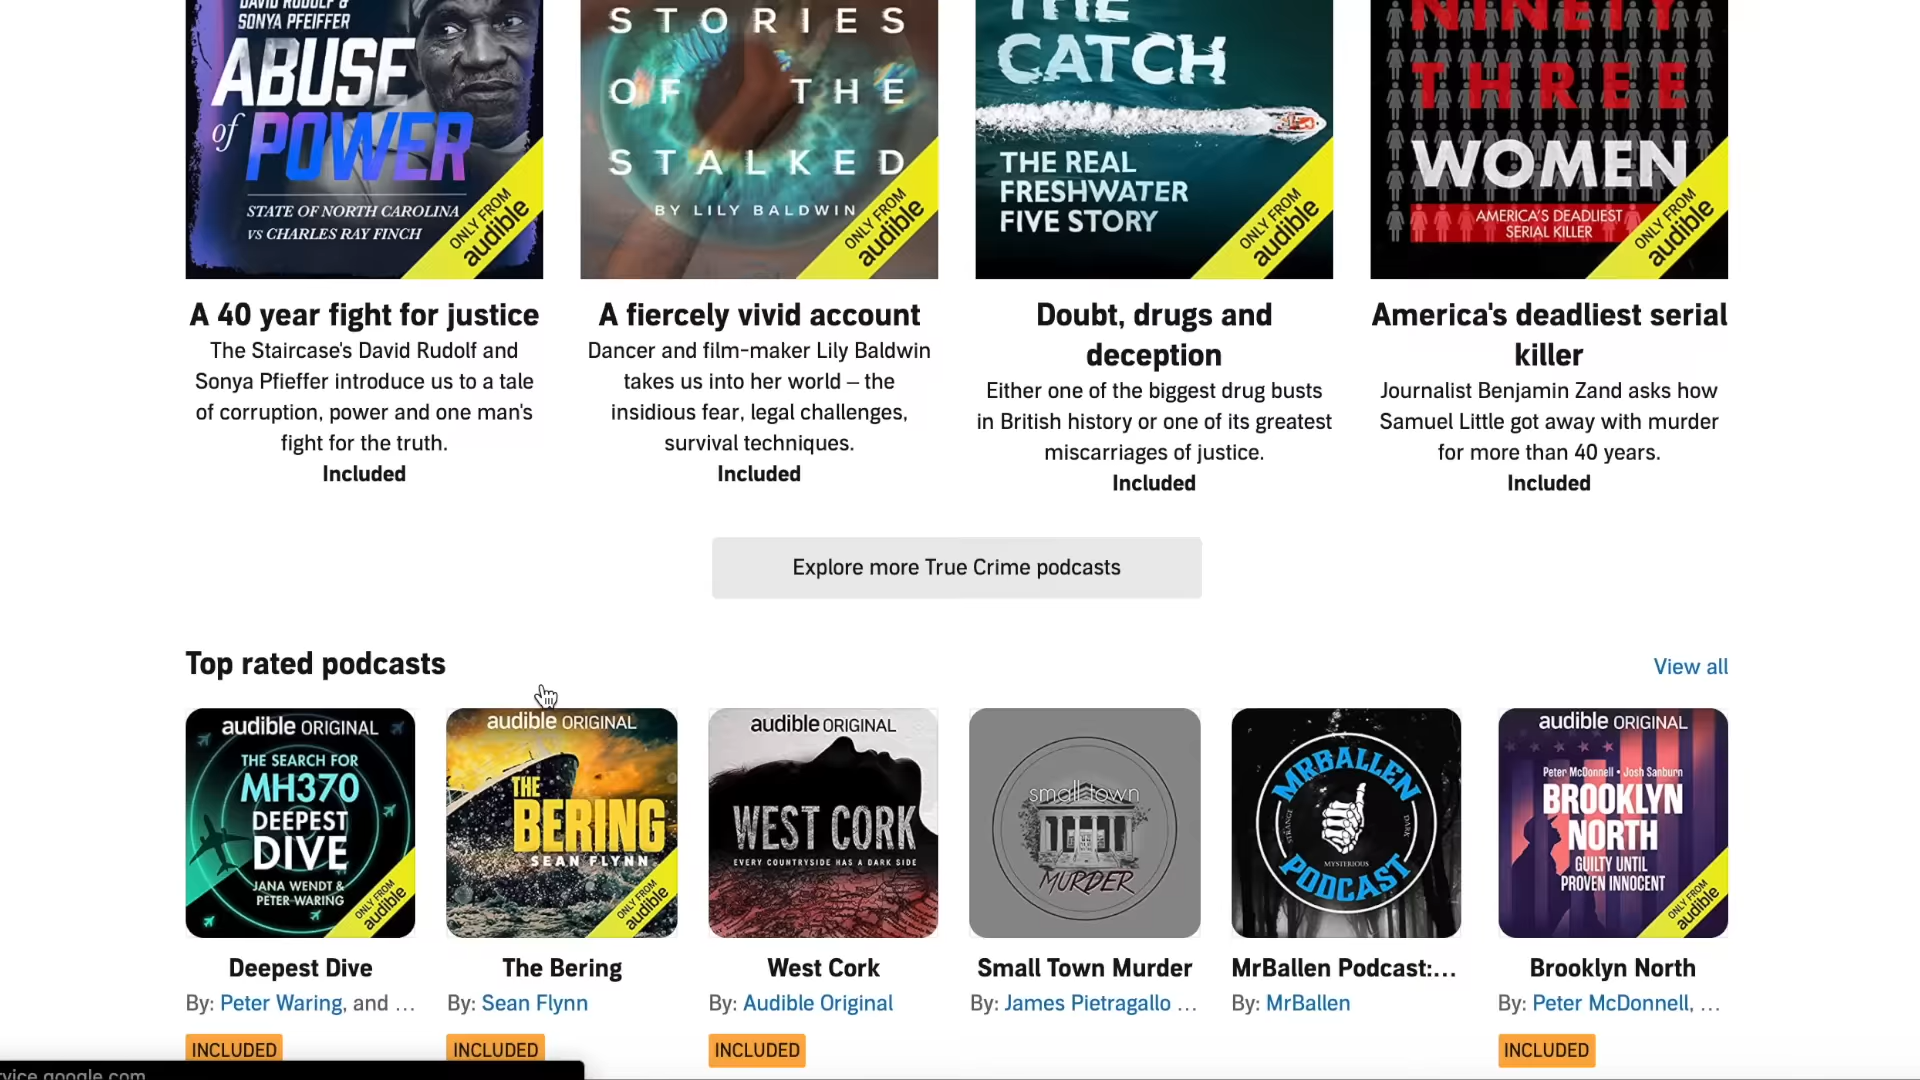 DAVID RUDOLF &
SONYA PFEIFFER
ABUSE
of POWER
STATE OF NORTH CAROLINA
vs CHARLES RAY FINCH
ONLY FROM
audible
STORIES
OF THE
STALKED
BY LILY BALDWIN
ONLY FROM
audible
THE
CATCH
THE REAL
FRESHWATER
FIVE STORY
ONLY FROM
audible
NINETY
THREE
WOMEN
AMERICA'S DEADLIEST
SERIAL KILLER
ONLY FROM
audible
A 40 year fight for justice
The Staircase's David Rudolf and
Sonya Pfieffer introduce us to a tale
of corruption, power and one man's
fight for the truth.
Included
A fiercely vivid account
Dancer and film-maker Lily Baldwin
takes us into her world – the
insidious fear, legal challenges,
survival techniques.
Included
Doubt, drugs and
deception
Either one of the biggest drug busts
in British history or one of its greatest
miscarriages of justice.
Included
America's deadliest serial
killer
Journalist Benjamin Zand asks how
Samuel Little got away with murder
for more than 40 years.
Included
Explore more True Crime podcasts
Top rated podcasts
View all
audible ORIGINAL
THE SEARCH FOR
MH370
DEEPEST
DIVE
JANA WENDT &
PETER WARING
ONLY FROM
audible
audible ORIGINAL
THE
BERING
SEAN FLYNN
ONLY FROM
audible
audible ORIGINAL
WEST CORK
EVERY COUNTRYSIDE HAS A DARK SIDE
small town
MURDER
MRBALLEN
STRANGE
DARK
MYSTERIOUS
PODCAST
audible ORIGINAL
Peter McDonnell • Josh Sanburn
BROOKLYN
NORTH
GUILTY UNTIL
PROVEN INNOCENT
ONLY FROM
audible
Deepest Dive
By: Peter Waring, and ...
INCLUDED
The Bering
By: Sean Flynn
INCLUDED
West Cork
By: Audible Original
INCLUDED
Small Town Murder
By: James Pietragallo ...
MrBallen Podcast:...
By: MrBallen
Brooklyn North
By: Peter McDonnell, ...
INCLUDED
rvice.google.com